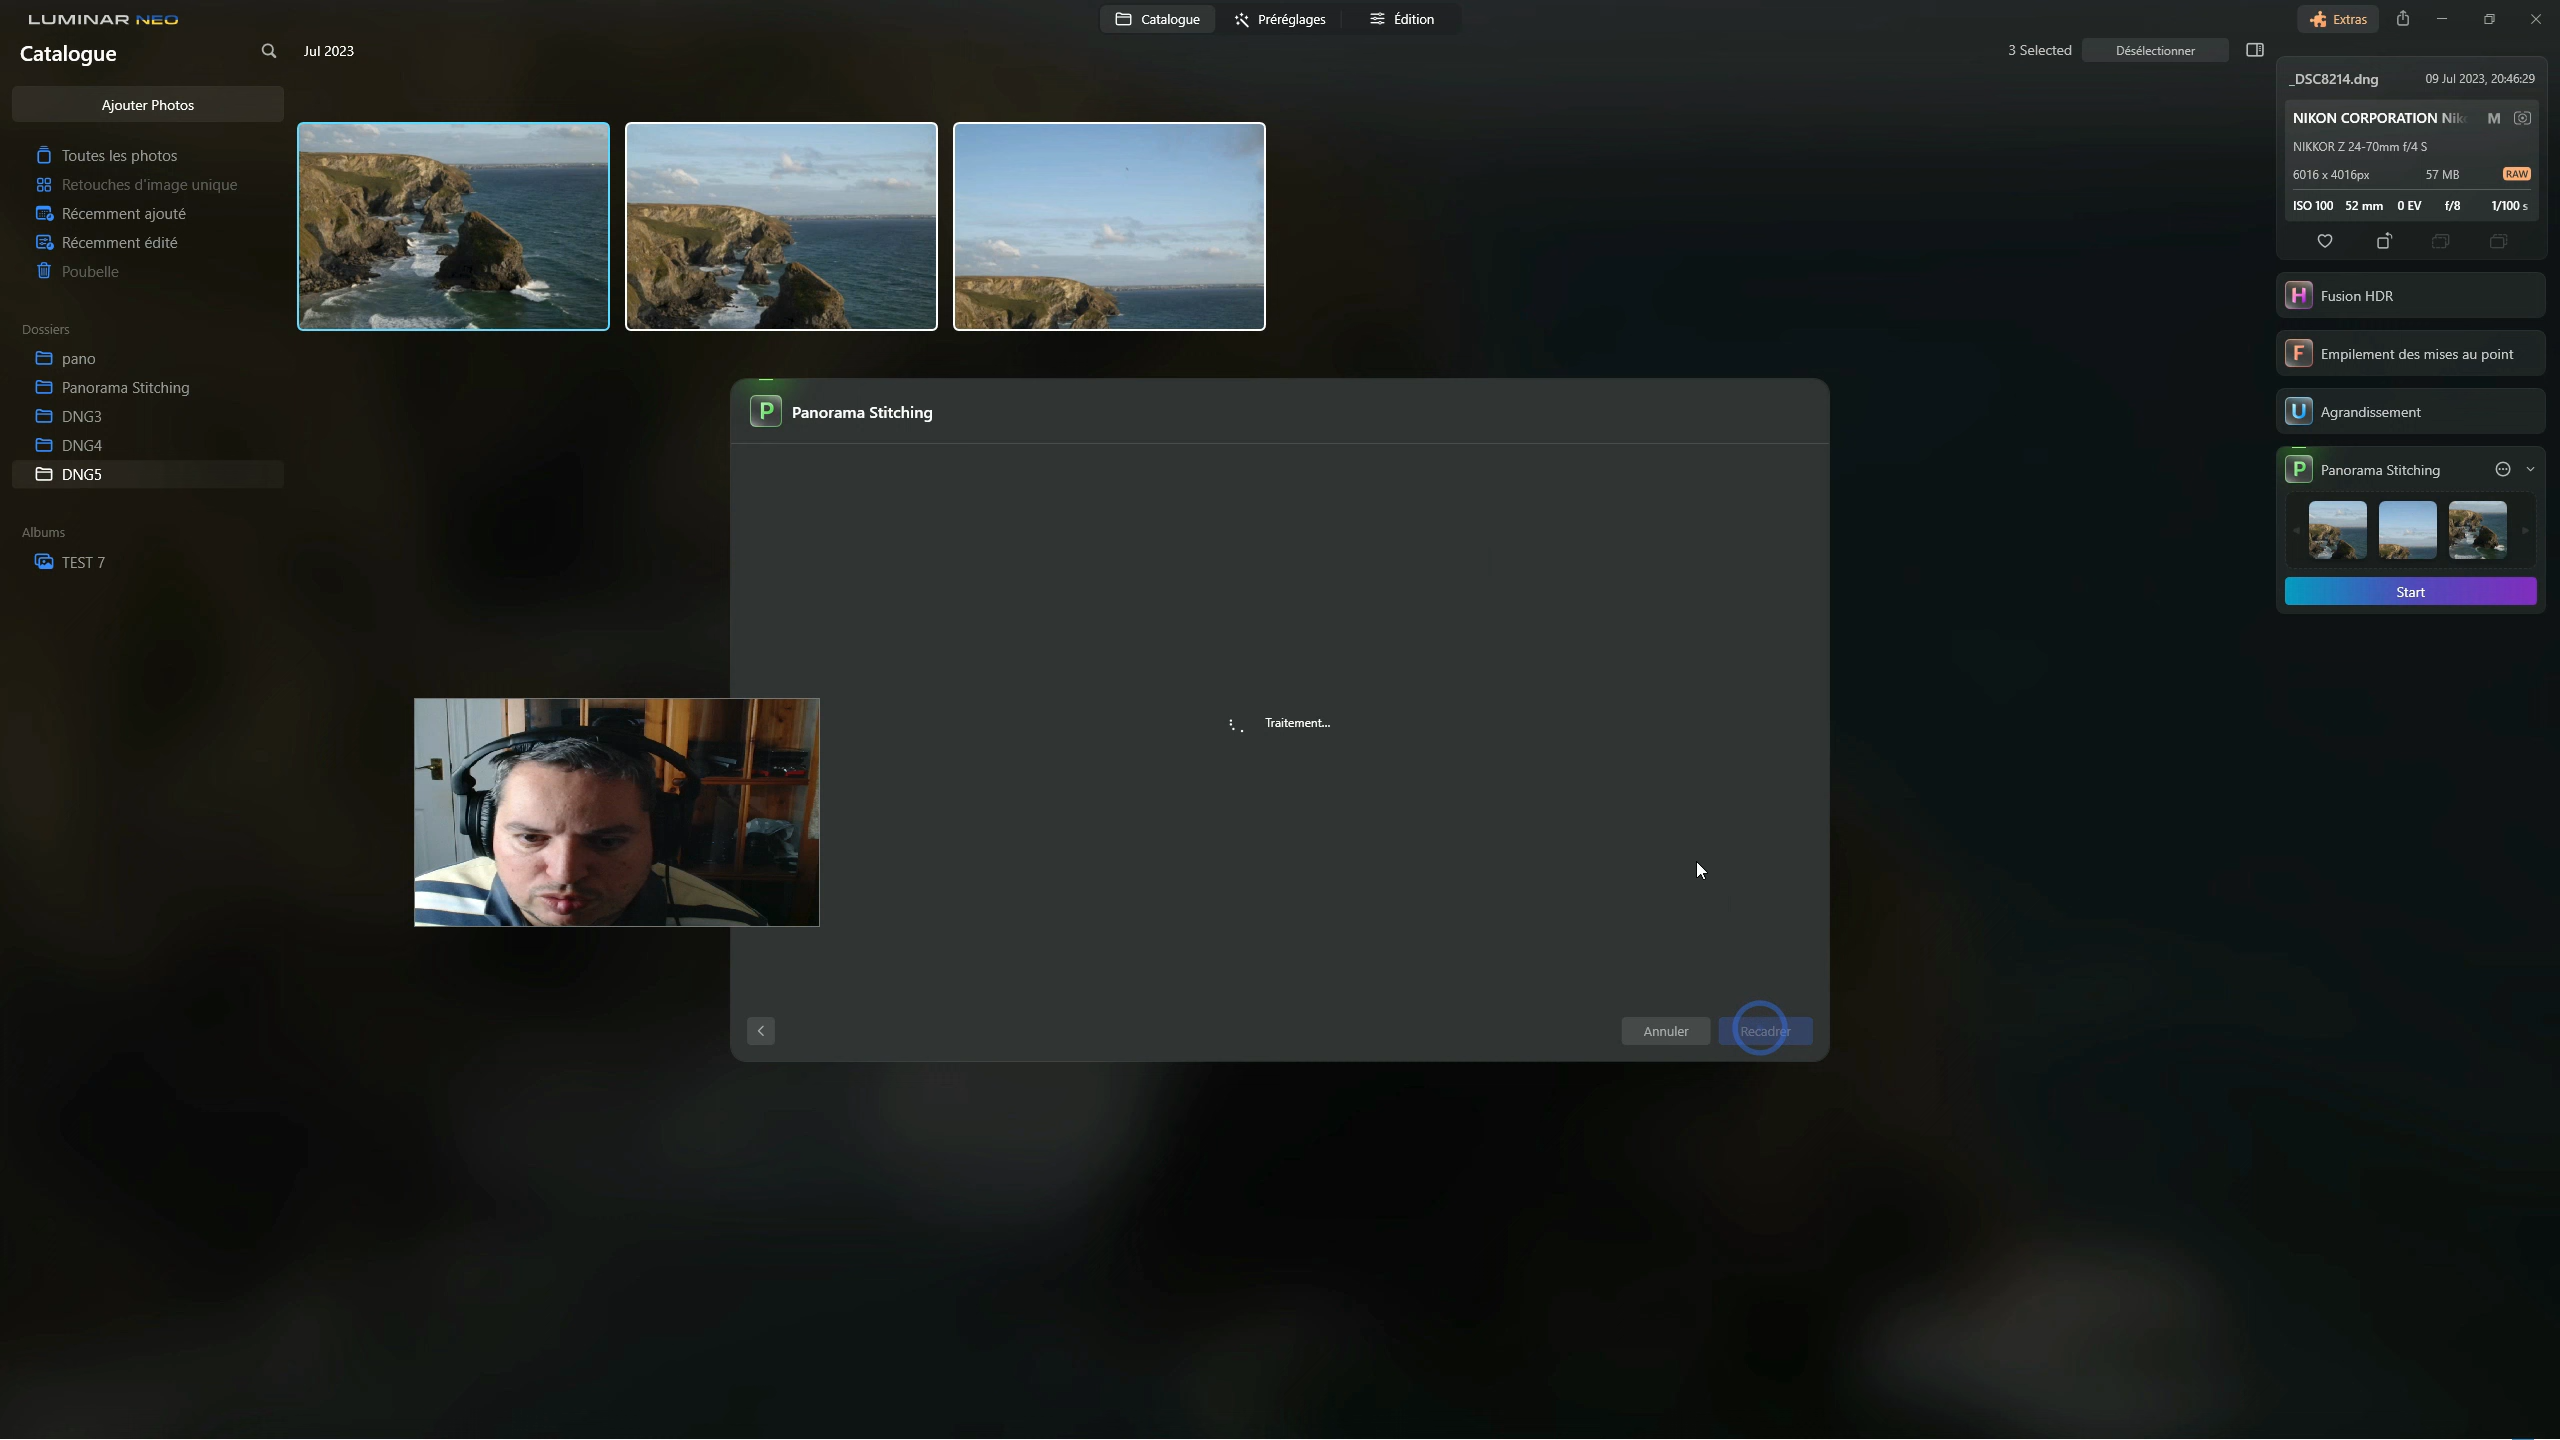 LUMINAR NEO
Catalogue
Préréglages
Édition
Extras
Catalogue
Jul 2023
3 Selected
Désélectionner
Ajouter Photos
Toutes les photos
Retouches d'image unique
Récemment ajouté
Récemment édité
Poubelle
Dossiers
pano
Panorama Stitching
DNG3
DNG4
DNG5
Albums
TEST 7
P Panorama Stitching
Traitement...
Annuler
Recadrer
_DSC8214.dng 09 Jul 2023, 20:46:29
NIKON CORPORATION Nik M
NIKKOR Z 24-70mm f/4 S
6016 x 4016px 57 MB RAW
ISO 100 52 mm 0 EV f/8 1/100 s
H Fusion HDR
F Empilement des mises au point
U Agrandissement
P Panorama Stitching
Start